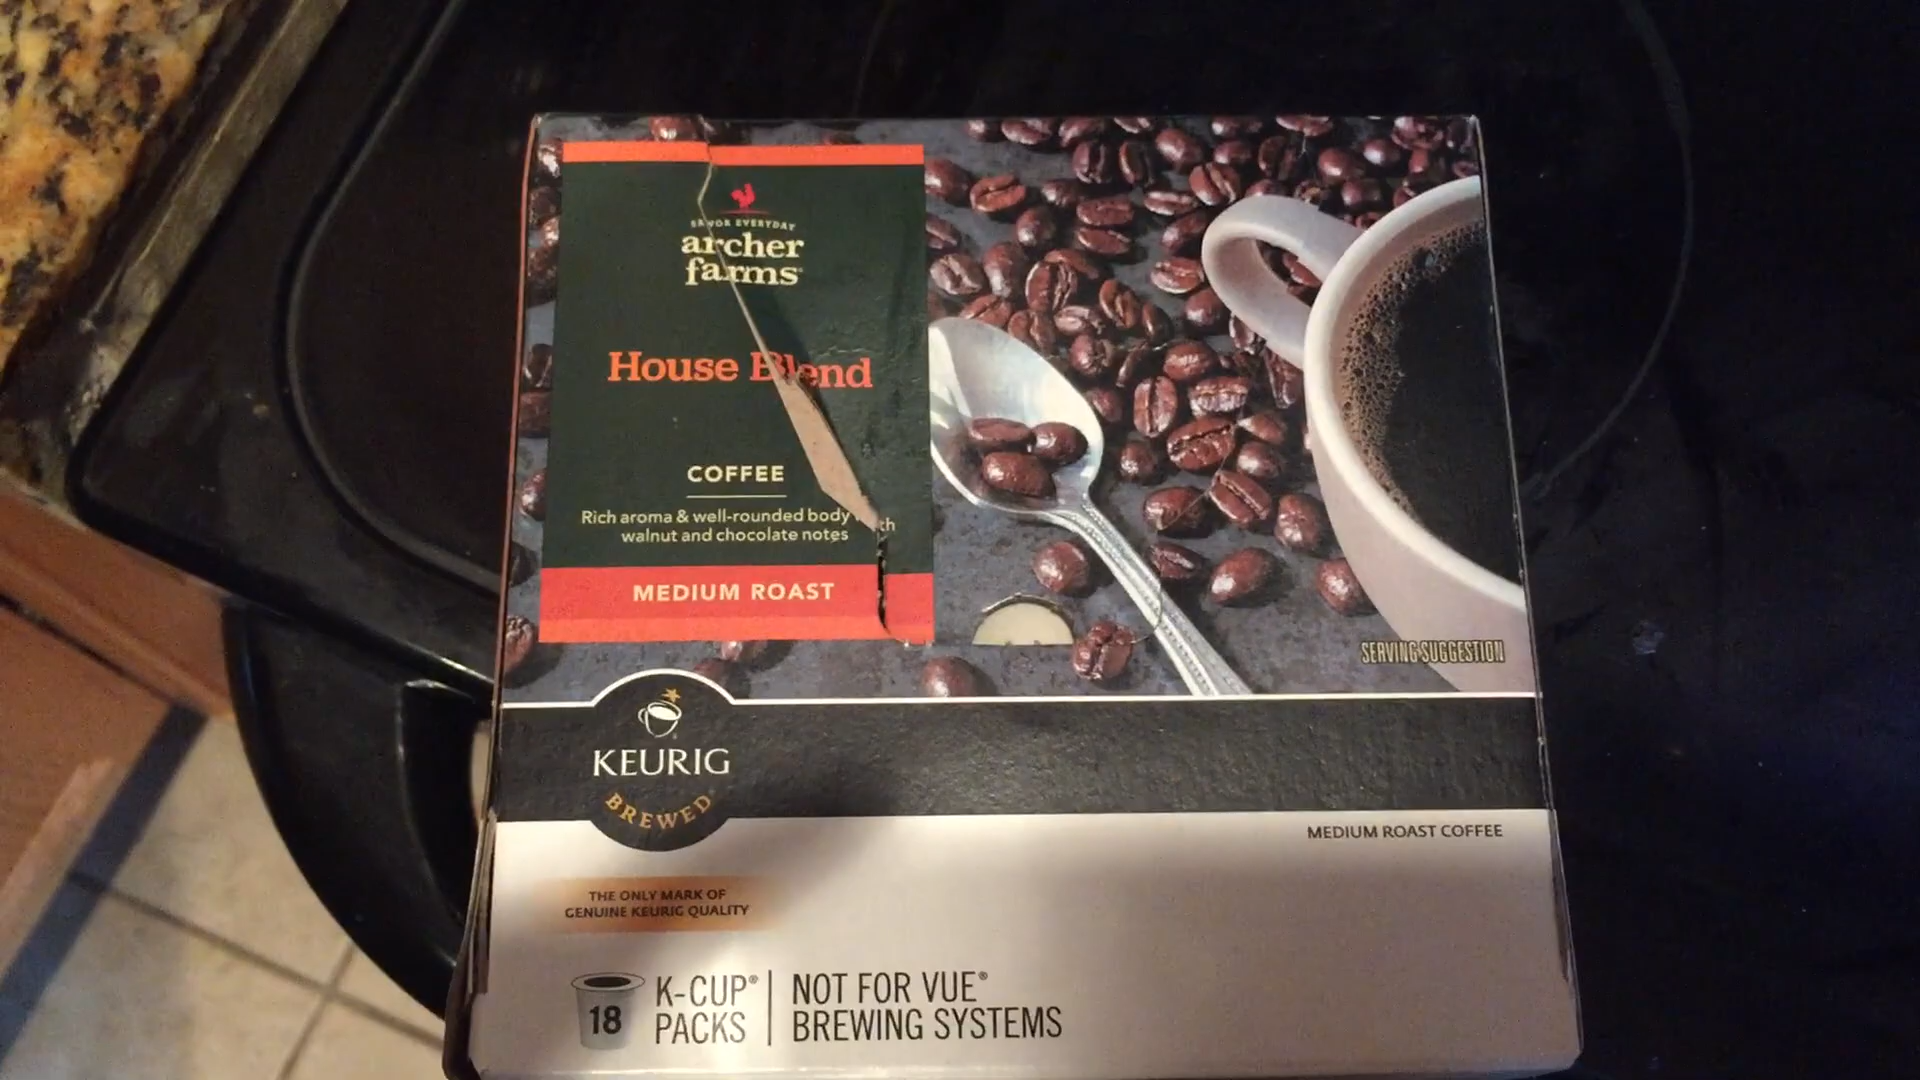 SAVOR EVERYDAY
archer
farms
House Blend
COFFEE
Rich aroma & well-rounded body
walnut and chocolate notes
MEDIUM ROAST
SERVING SUGGESTION
KEURIG
BREWED
MEDIUM ROAST COFFEE
THE ONLY MARK OF
GENUINE KEURIG QUALITY
18
K-CUP®
PACKS
NOT FOR VUE®
BREWING SYSTEMS